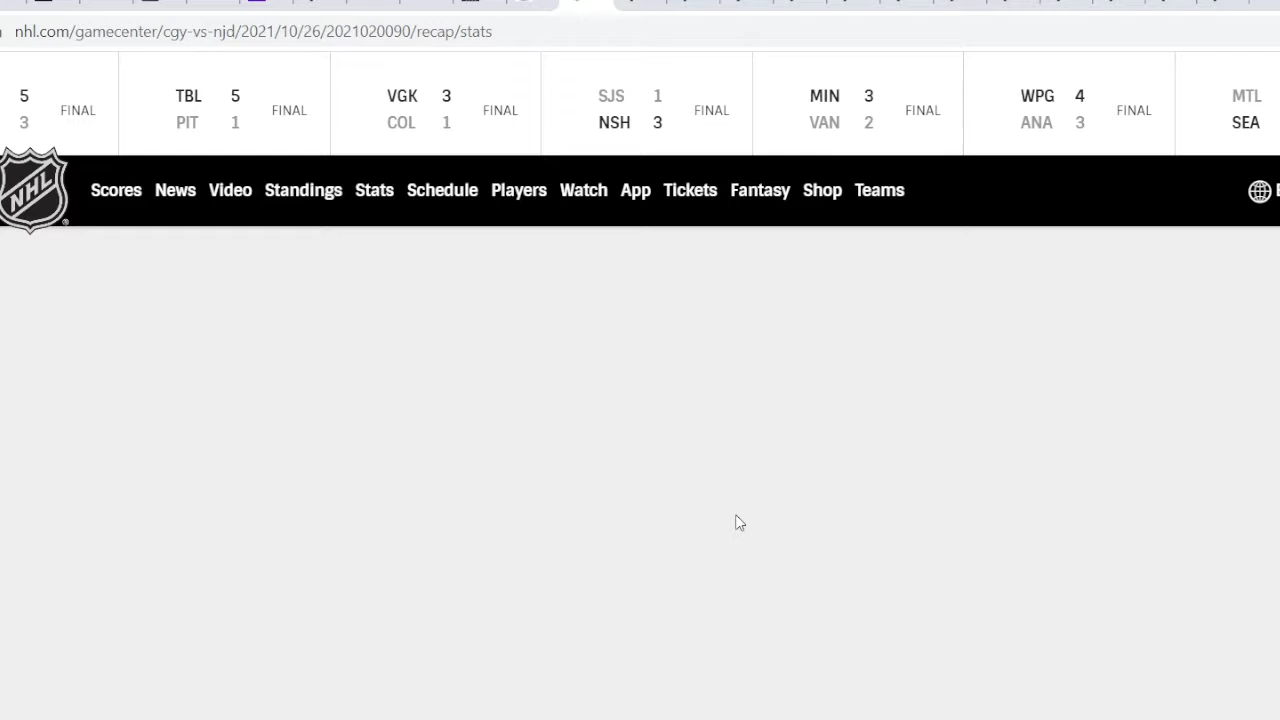 nhl.com/gamecenter/cgy-vs-njd/2021/10/26/2021020090/recap/stats
5 FINAL TBL 5 FINAL VGK 3 FINAL SJS 1 FINAL MIN 3 FINAL WPG 4 FINAL MTL
3 PIT 1 COL 1 NSH 3 VAN 2 ANA 3 SEA
NHL
Scores News Video Standings Stats Schedule Players Watch App Tickets Fantasy Shop Teams